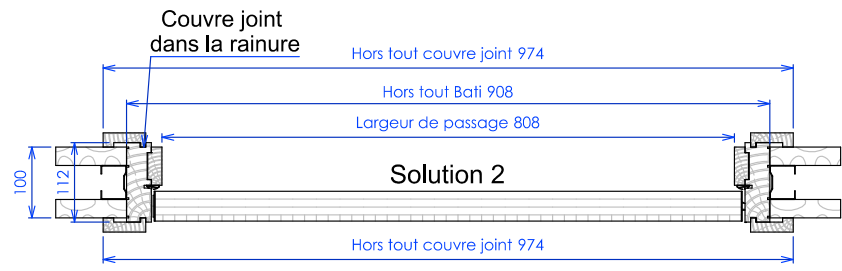 Couvre joint
dans la rainure
Hors tout couvre joint 974
Hors tout Bati 908
Largeur de passage 808
Solution 2
100
112
Hors tout couvre joint 974